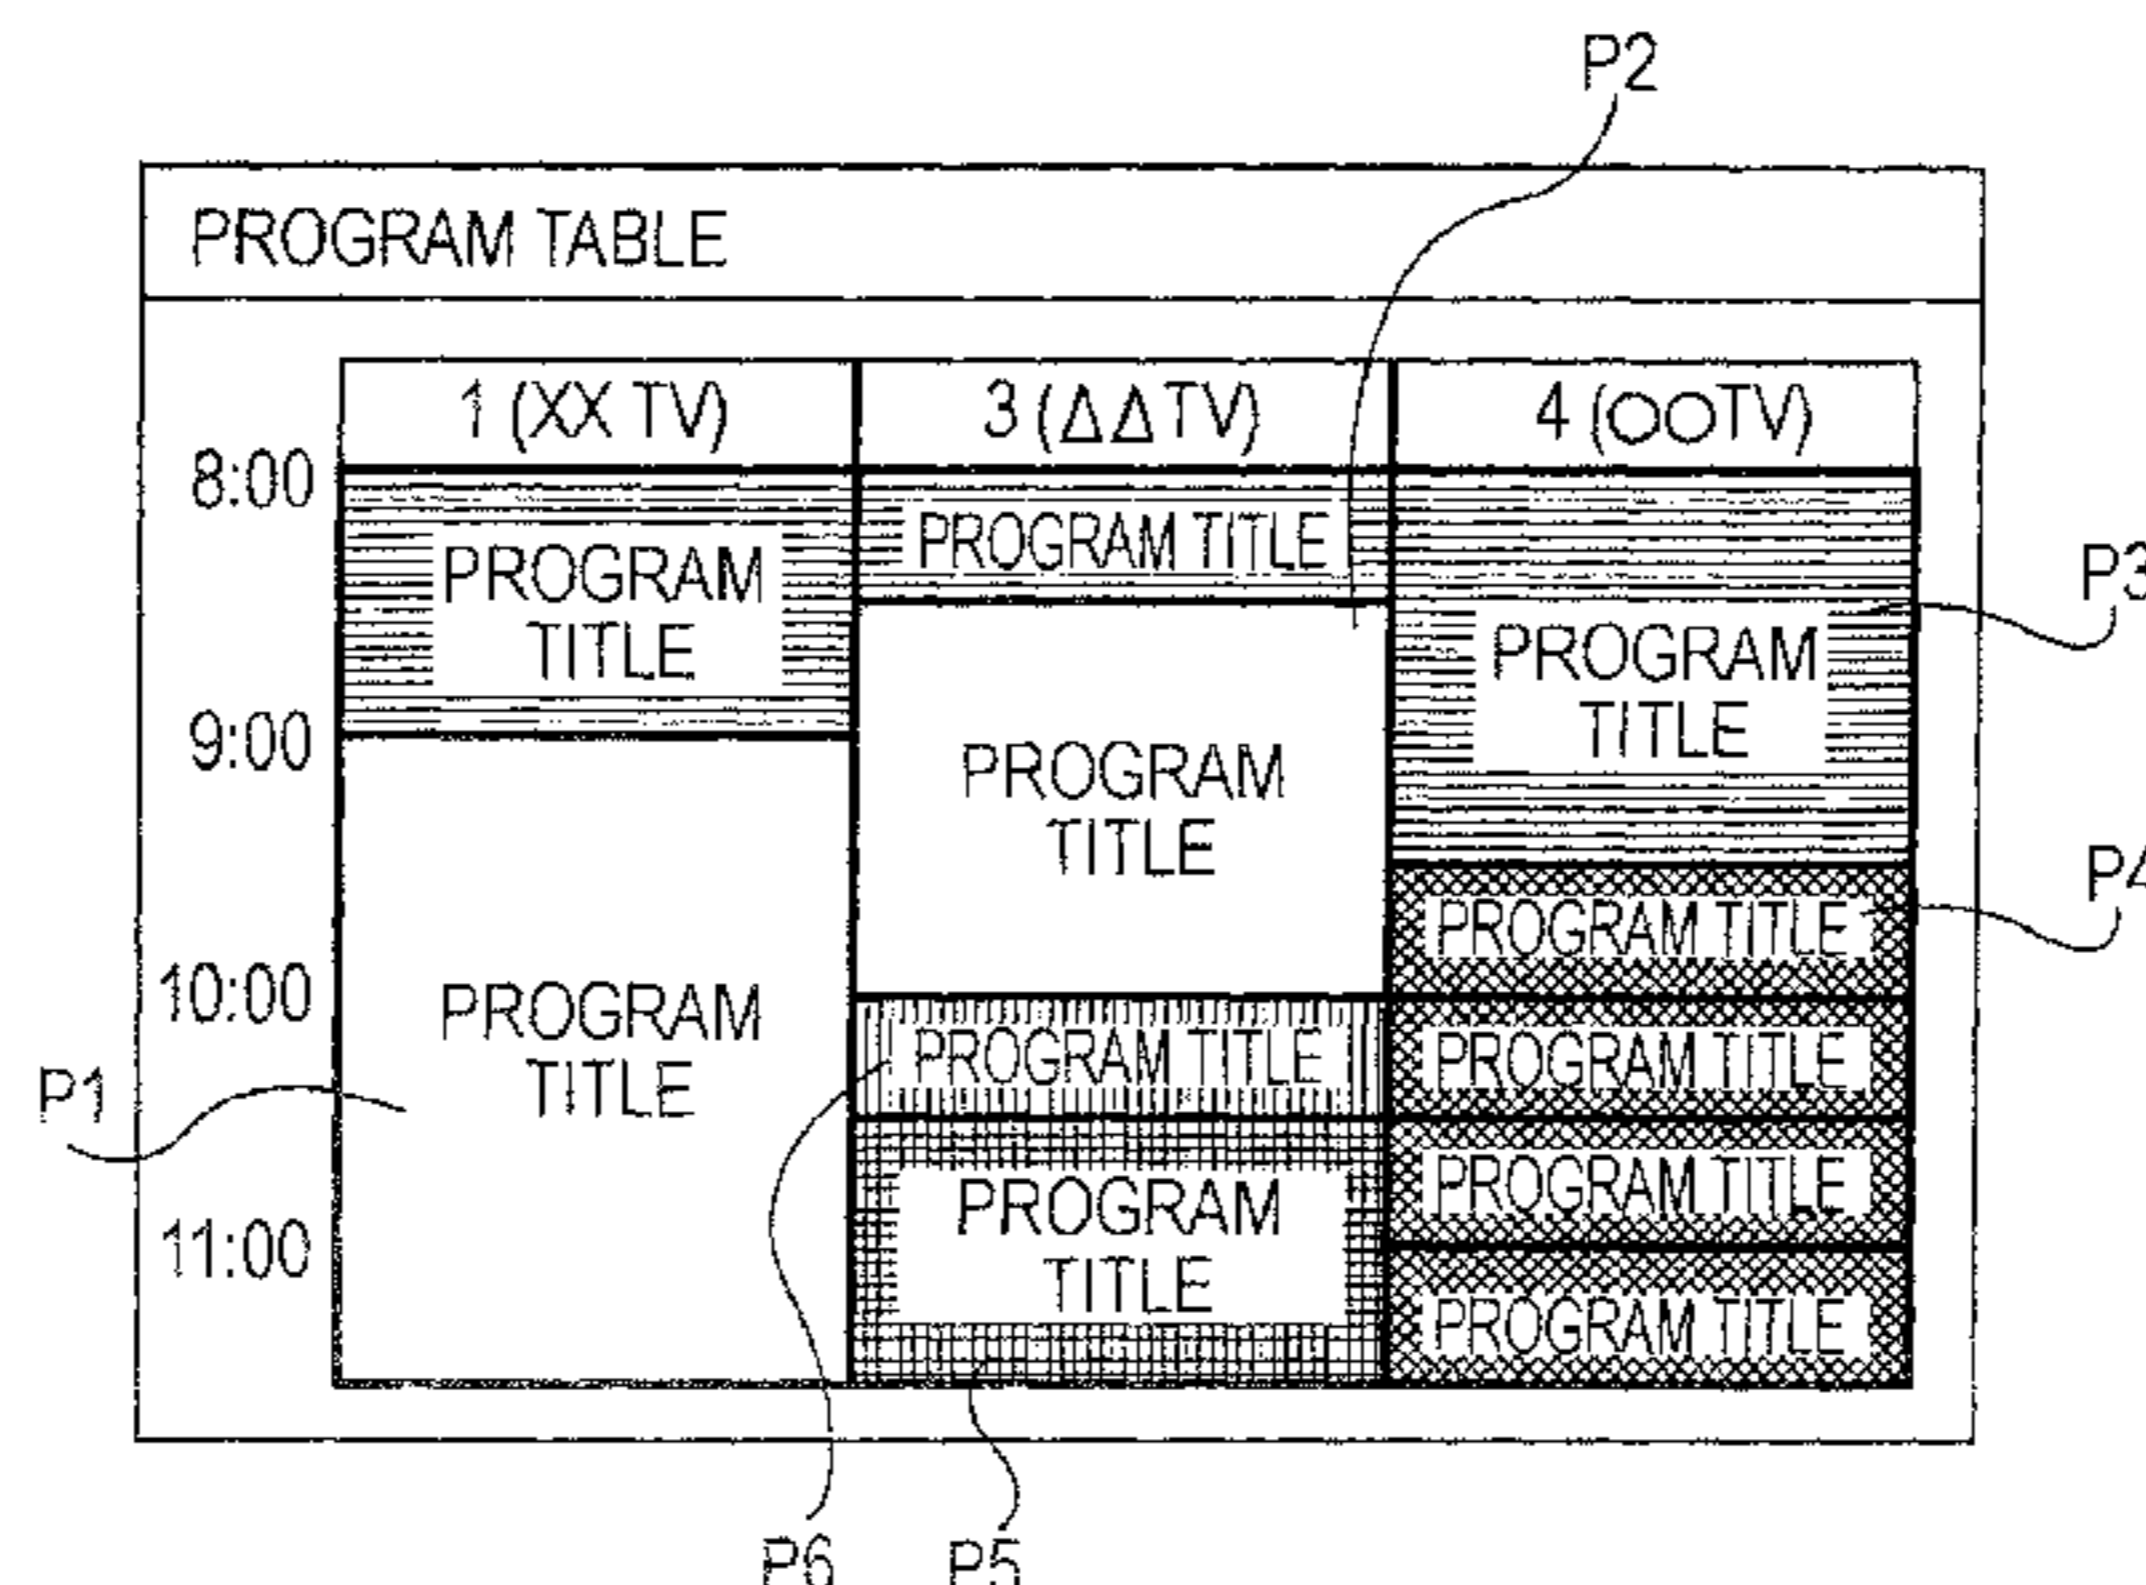 P2
PROGRAM TABLE
1 (XX TV) 3 (ΔΔTV) 4 (○○TV)
8:00
PROGRAM TITLE
PROGRAM
TITLE
P3
PROGRAM
TITLE
9:00
PROGRAM
TITLE
P4
PROGRAM TITLE
10:00
PROGRAM
TITLE
PROGRAM TITLE
PROGRAM TITLE
P1
PROGRAM
TITLE
PROGRAM TITLE
11:00
PROGRAM TITLE
P6
P5